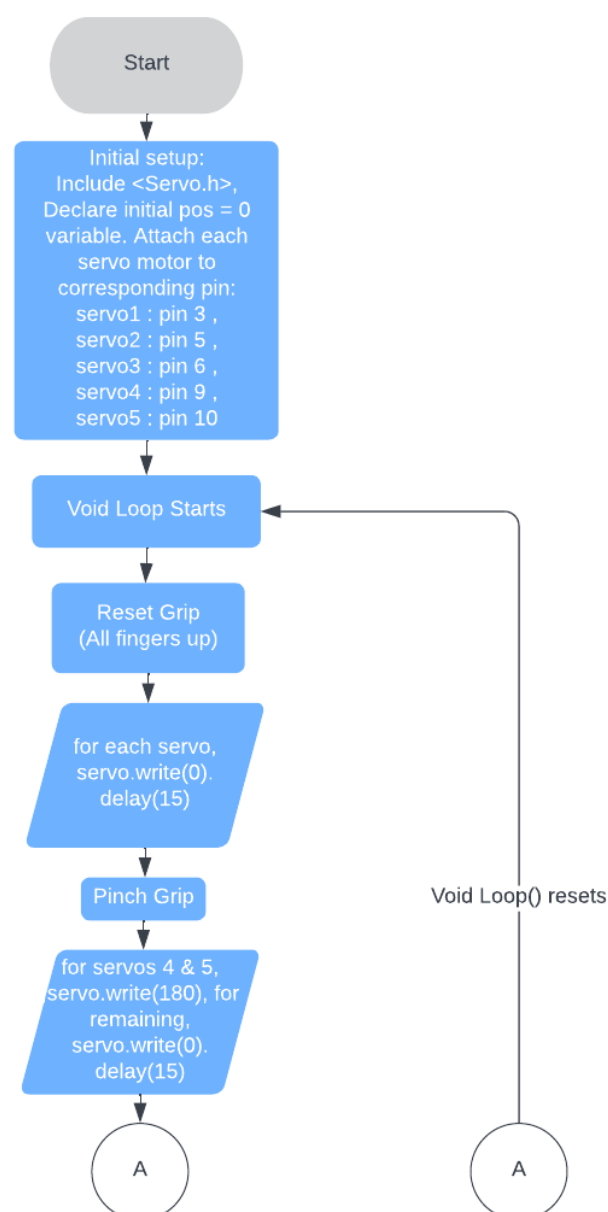 Start
Initial setup:
Include <Servo.h>,
Declare initial pos = 0
variable. Attach each
servo motor to
corresponding pin:
servo1 : pin 3 ,
servo2 : pin 5 ,
servo3 : pin 6 ,
servo4 : pin 9 ,
servo5 : pin 10
Void Loop Starts
Reset Grip
(All fingers up)
for each servo,
servo.write(0).
delay(15)
Pinch Grip
for servos 4 & 5,
servo.write(180), for
remaining,
servo.write(0).
delay(15)
A
Void Loop() resets
A